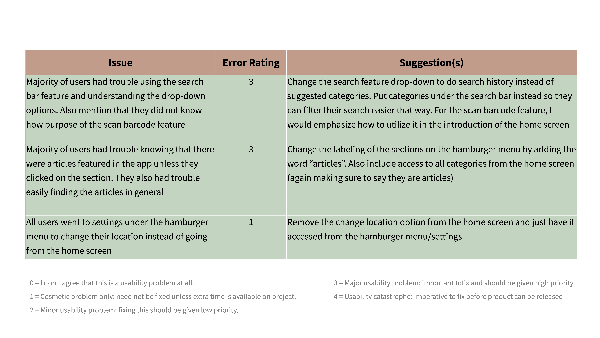 Issue Error Rating Suggestion(s)
Majority of users had trouble using the search
bar feature and understanding the drop-down
options. Also mention that they did not know
how purpose of the scan barcode feature
3
Change the search feature drop-down to do search history instead of
suggested categories. Put categories under the search bar instead so they
can filter their search easier that way. For the scan barcode feature, I
would emphasize how to utilize it in the introduction of the home screen
Majority of users had trouble knowing that there
were articles featured in the app unless they
clicked on the section. They also had trouble
easily finding the articles in general
3
Change the labeling of the sections on the hamburger menu by adding the
word "articles". Also include access to all categories from the home screen
(again making sure to say they are articles)
All users went to settings under the hamburger
menu to change their location instead of going
from the home screen
1
Remove the change location option from the home screen and just have it
accessed from the hamburger menu/settings
0 = I don't agree that this is a usability problem at all
1 = Cosmetic problem only: need not be fixed unless extra time is available on project.
2 = Minor usability problem: fixing this should be given low priority.
3 = Major usability problem: important to fix and should be given high priority
4 = Usability catastrophe: imperative to fix before product can be released